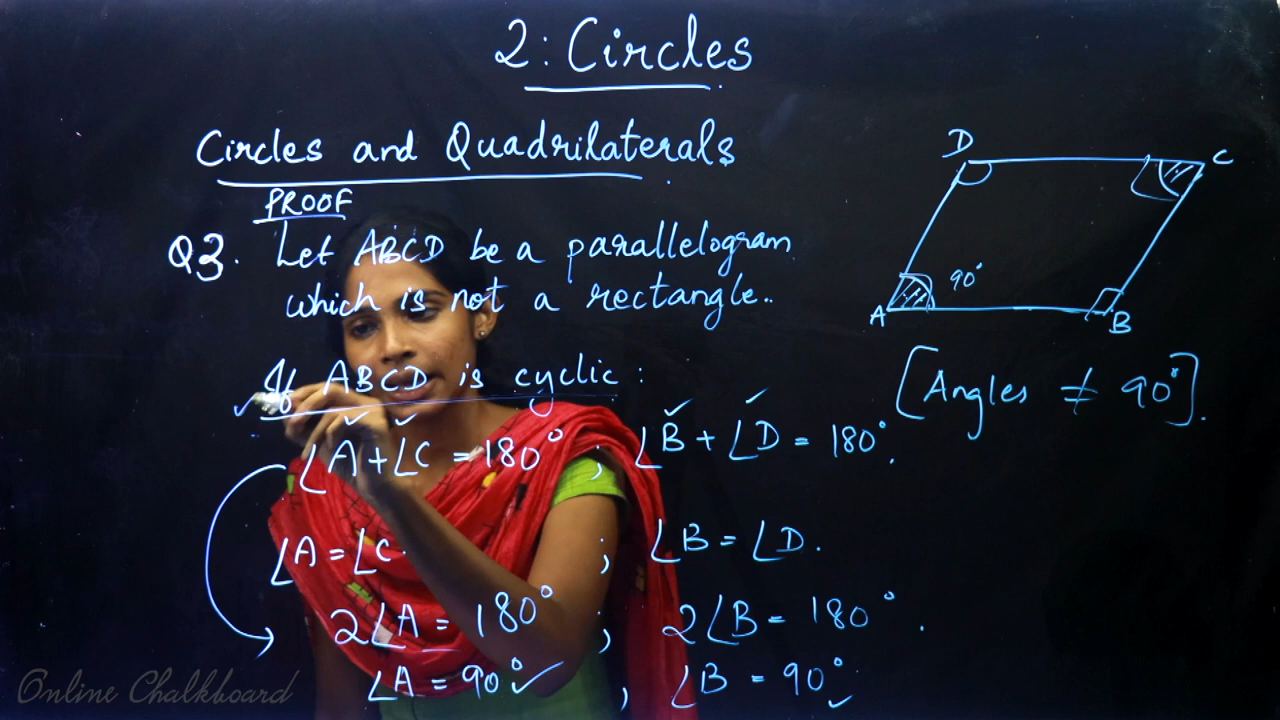 2: Circles
Circles and Quadrilaterals
PROOF
Q3. Let ABCD be a parallelogram
which is not a rectangle..
If ABCD is cyclic :
∠A + ∠C = 180° ; ∠B + ∠D = 180°.
∠A = ∠C. ; ∠B = ∠D.
2∠A = 180° ; 2∠B = 180°.
∠A = 90° ✓ , ∠B = 90° ✓
D C
90°
A B
[Angles ≠ 90°].
Online Chalkboard